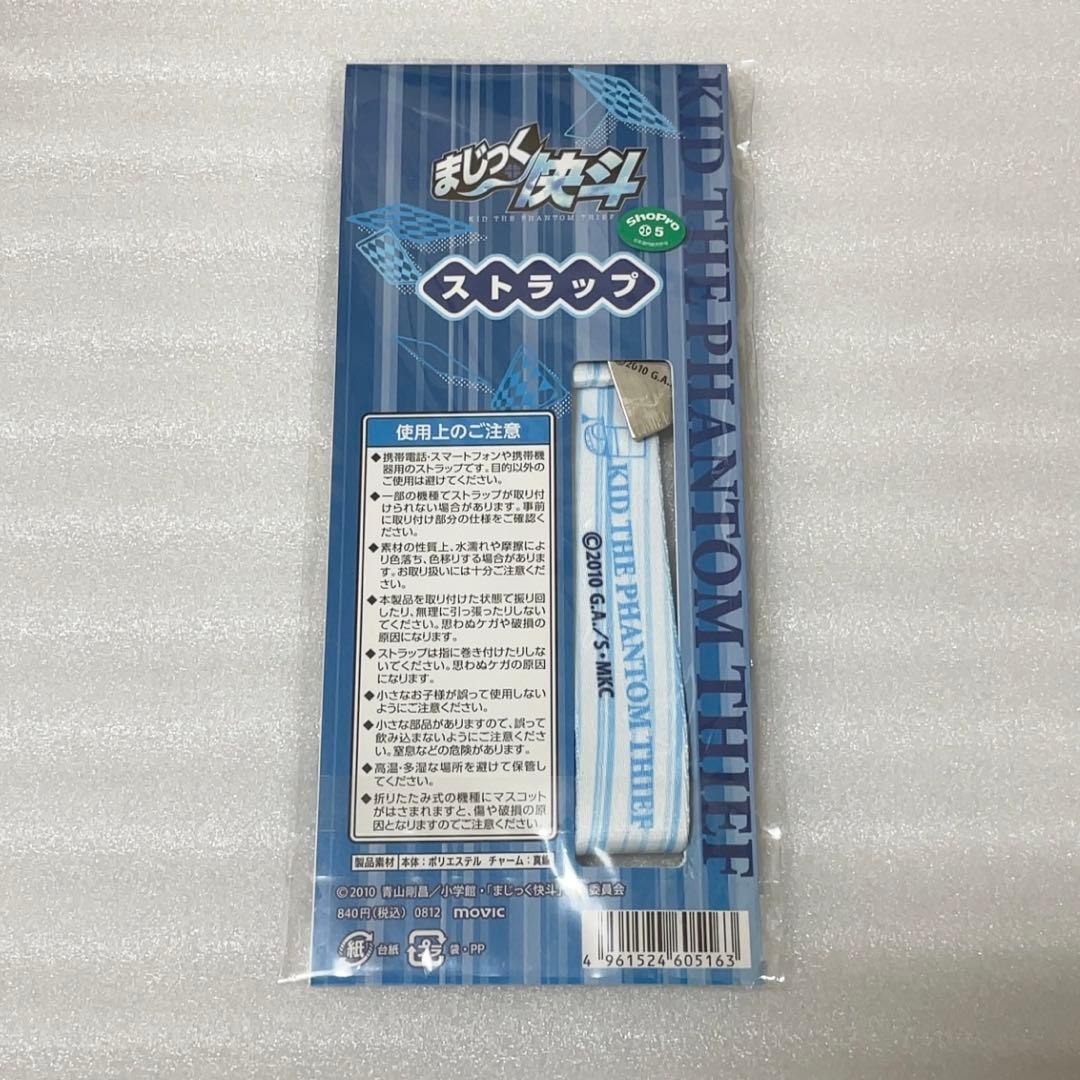 まじっく快斗
KID THE PHANTOM THIEF
ShoPro
5
ストラップ
KID THE PHANTOM THIEF
©2010 G.A.
使用上のご注意
◆携帯電話・スマートフォンや携帯機
器用のストラップです。目的以外の
ご使用は避けてください。
◆一部の機種でストラップが取り付
けられない場合があります。事前
に取り付け部分の仕様をご確認く
ださい。
◆素材の性質上、水濡れや摩擦によ
り色落ち、色移りする場合がありま
す。お取り扱いには十分ご注意くだ
さい。
◆本製品を取り付けた状態で振り回
したり、無理に引っ張ったりしない
でください。思わぬケガや破損の
原因になります。
◆ストラップは指に巻き付けたりしな
いでください。思わぬケガの原因
になります。
◆小さなお子様が誤って使用しない
ようにご注意ください。
◆小さな部品がありますので、誤って
飲み込まないようにご注意くださ
い。窒息などの危険があります。
◆高温・多湿な場所を避けて保管し
てください。
◆折りたたみ式の機種にマスコット
がはさまれますと、傷や破損の原
因となりますのでご注意ください。
KID THE PHANTOM THIEF
©2010 G.A./S・MKC
製品素材 本体：ポリエステル チャーム：真鍮
©2010 青山剛昌／小学館・「まじっく快斗」委員会
840円（税込） 0812 movic
紙 台紙 プラ 袋・PP
4 961524 605163